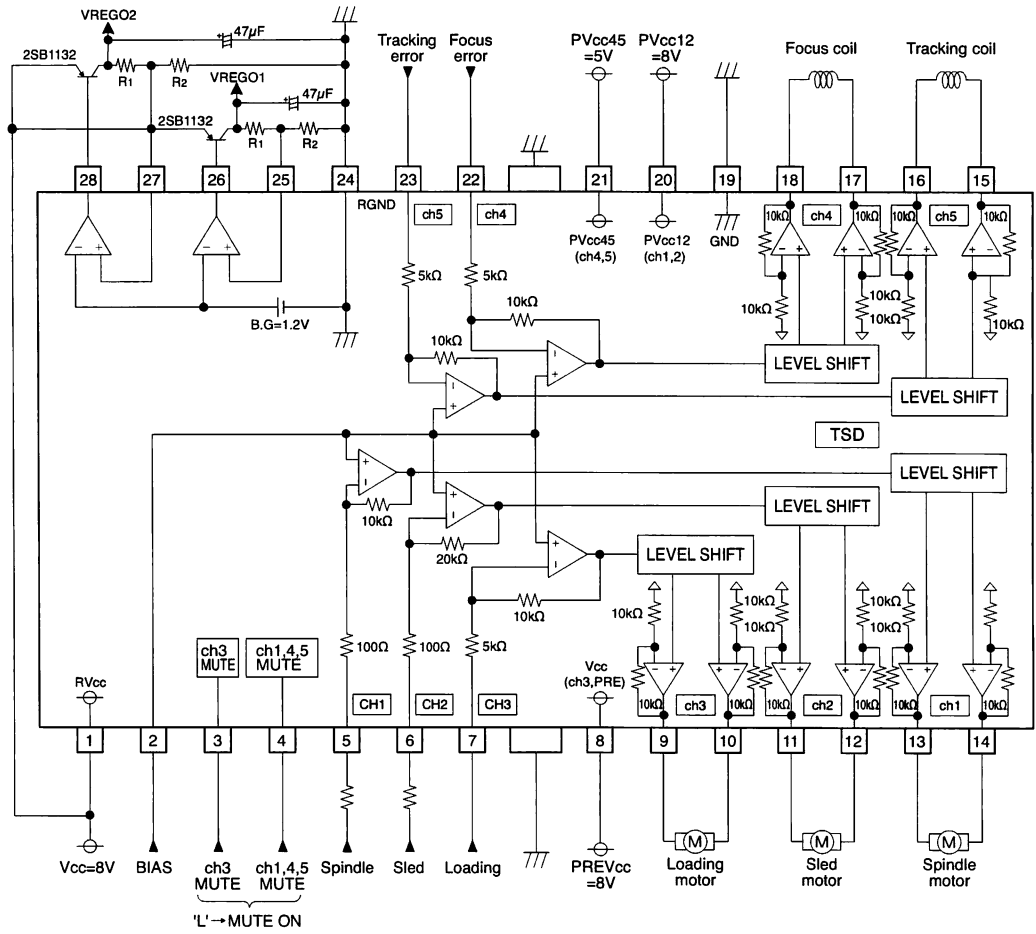 VREGO2
47µF
2SB1132
R1
R2
VREGO1
47µF
2SB1132
R1
R2
Tracking error
Focus error
PVcc45 =5V
PVcc12 =8V
Focus coil
Tracking coil
28
27
26
25
24
23
22
21
20
19
18
17
16
15
RGND
ch5
ch4
PVcc45 (ch4,5)
PVcc12 (ch1,2)
GND
10kΩ
ch4
10kΩ
10kΩ
ch5
10kΩ
− +
− +
+ −
− +
+ −
B.G=1.2V
5kΩ
5kΩ
10kΩ
10kΩ
10kΩ
10kΩ
10kΩ
10kΩ
10kΩ
LEVEL SHIFT
LEVEL SHIFT
TSD
LEVEL SHIFT
LEVEL SHIFT
LEVEL SHIFT
10kΩ
20kΩ
10kΩ
10kΩ
10kΩ
10kΩ
10kΩ
10kΩ
10kΩ
100Ω
100Ω
5kΩ
ch3 MUTE
ch1,4,5 MUTE
RVcc
Vcc (ch3,PRE)
CH1
CH2
CH3
10kΩ
ch3
10kΩ
10kΩ
ch2
10kΩ
10kΩ
ch1
10kΩ
1
2
3
4
5
6
7
8
9
10
11
12
13
14
M
M
M
Vcc=8V
BIAS
ch3 MUTE
ch1,4,5 MUTE
Spindle
Sled
Loading
PREVcc =8V
Loading motor
Sled motor
Spindle motor
'L'→MUTE ON